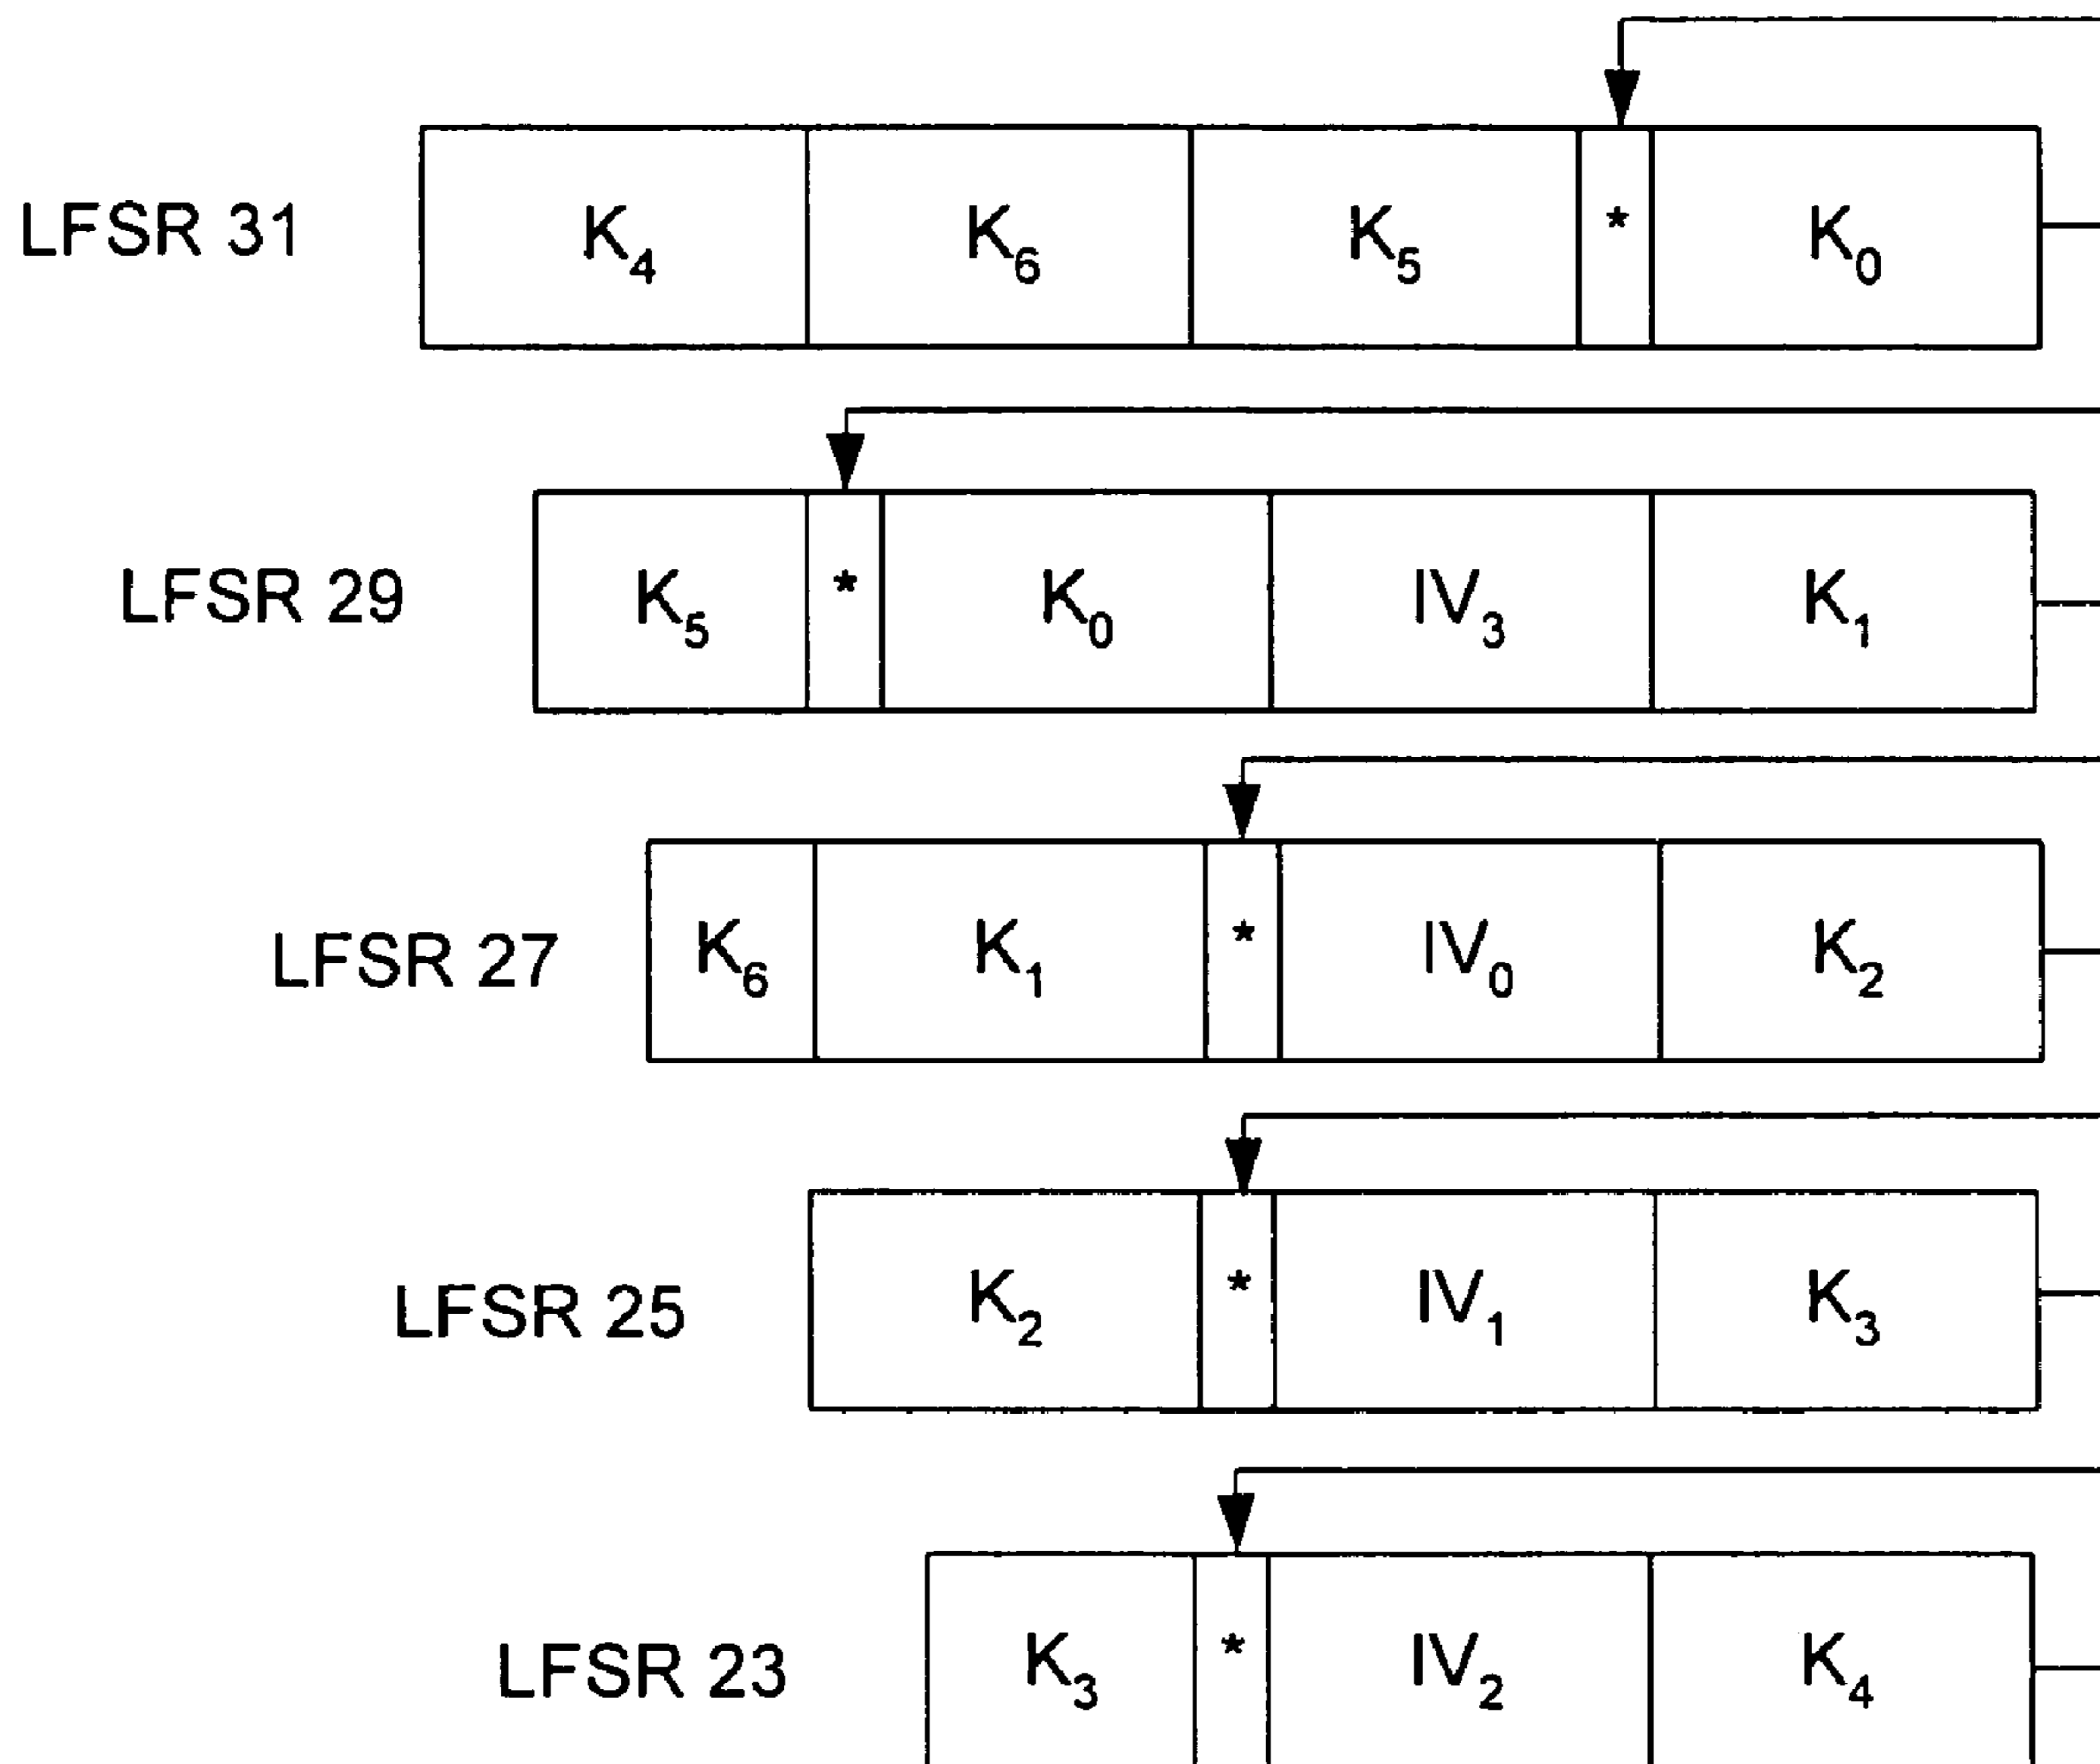 LFSR 31 K₄ K₆ K₅ * K₀
LFSR 29 K₅ * K₀ IV₃ K₁
LFSR 27 K₆ K₁ * IV₀ K₂
LFSR 25 K₂ * IV₁ K₃
LFSR 23 K₃ * IV₂ K₄